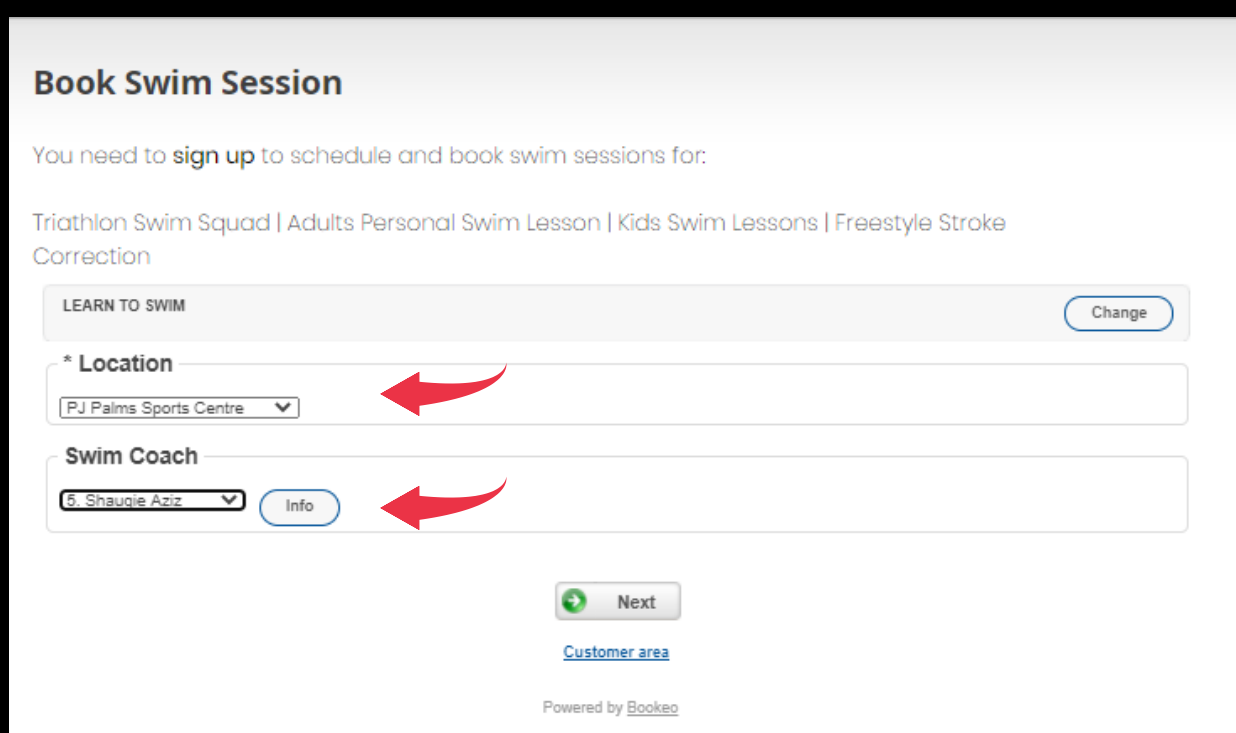 Book Swim Session
You need to sign up to schedule and book swim sessions for:
Triathlon Swim Squad | Adults Personal Swim Lesson | Kids Swim Lessons | Freestyle Stroke
Correction
LEARN TO SWIM
Change
* Location
PJ Palms Sports Centre
Swim Coach
5. Shauqie Aziz
Info
Next
Customer area
Powered by Bookeo